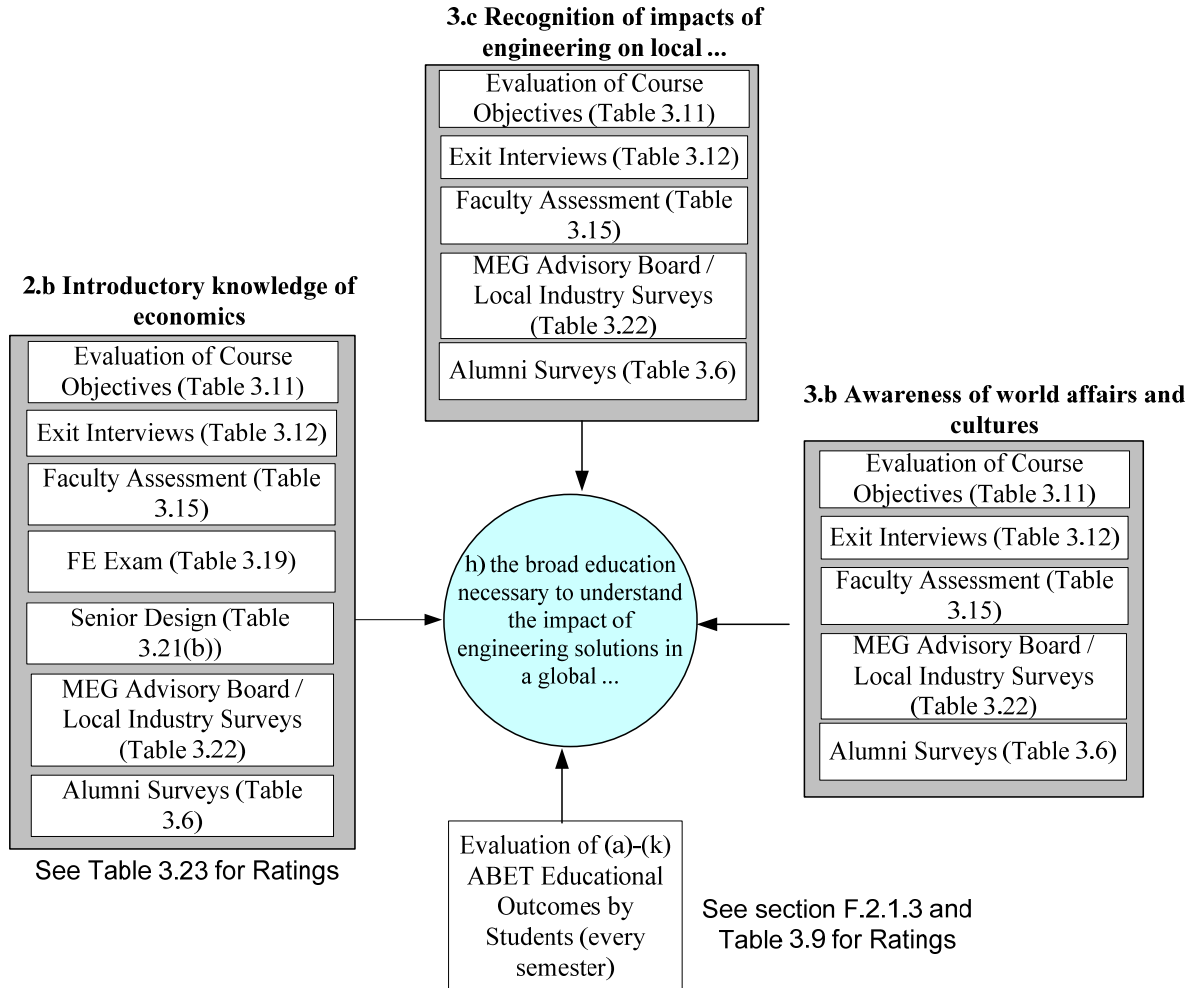 3.c Recognition of impacts of
engineering on local ...
Evaluation of Course
Objectives (Table 3.11)
Exit Interviews (Table 3.12)
Faculty Assessment (Table
3.15)
MEG Advisory Board /
Local Industry Surveys
(Table 3.22)
Alumni Surveys (Table 3.6)
2.b Introductory knowledge of
economics
Evaluation of Course
Objectives (Table 3.11)
Exit Interviews (Table 3.12)
Faculty Assessment (Table
3.15)
FE Exam (Table 3.19)
Senior Design (Table
3.21(b))
MEG Advisory Board /
Local Industry Surveys
(Table 3.22)
Alumni Surveys (Table
3.6)
See Table 3.23 for Ratings
h) the broad education
necessary to understand
the impact of
engineering solutions in
a global ...
3.b Awareness of world affairs and
cultures
Evaluation of Course
Objectives (Table 3.11)
Exit Interviews (Table 3.12)
Faculty Assessment (Table
3.15)
MEG Advisory Board /
Local Industry Surveys
(Table 3.22)
Alumni Surveys (Table 3.6)
Evaluation of (a)-(k)
ABET Educational
Outcomes by
Students (every
semester)
See section F.2.1.3 and
Table 3.9 for Ratings